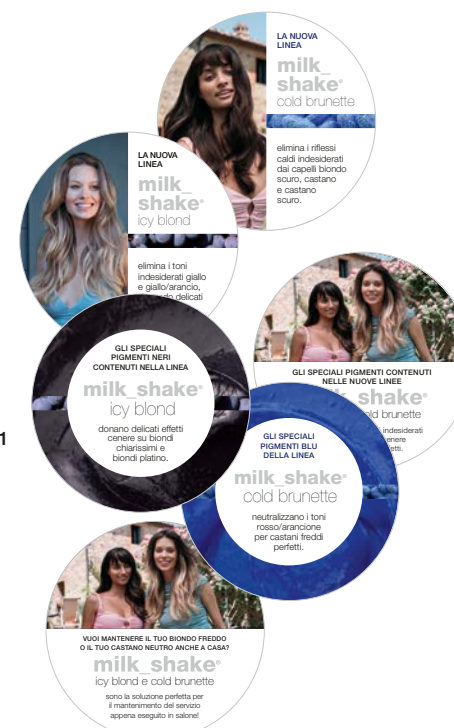 LA NUOVA
LINEA
milk_
shake®
cold brunette
elimina i riflessi
caldi indesiderati
dai capelli biondo
scuro, castano
e castano
scuro.
LA NUOVA
LINEA
milk_
shake®
icy blond
elimina i toni
indesiderati giallo
e giallo/arancio,
delicati
GLI SPECIALI
PIGMENTI NERI
CONTENUTI NELLA LINEA
milk_shake®
icy blond
donano delicati effetti
cenere su biondi
chiarissimi e
biondi platino.
GLI SPECIALI PIGMENTI CONTENUTI
NELLE NUOVE LINEE
shake®
brunette
indesiderati
cenere
1
GLI SPECIALI
PIGMENTI BLU
DELLA LINEA
milk_shake®
cold brunette
neutralizzano i toni
rosso/arancione
per castani freddi
perfetti.
VUOI MANTENERE IL TUO BIONDO FREDDO
O IL TUO CASTANO NEUTRO ANCHE A CASA?
milk_shake®
icy blond e cold brunette
sono la soluzione perfetta per
il mantenimento del servizio
appena eseguito in salone!